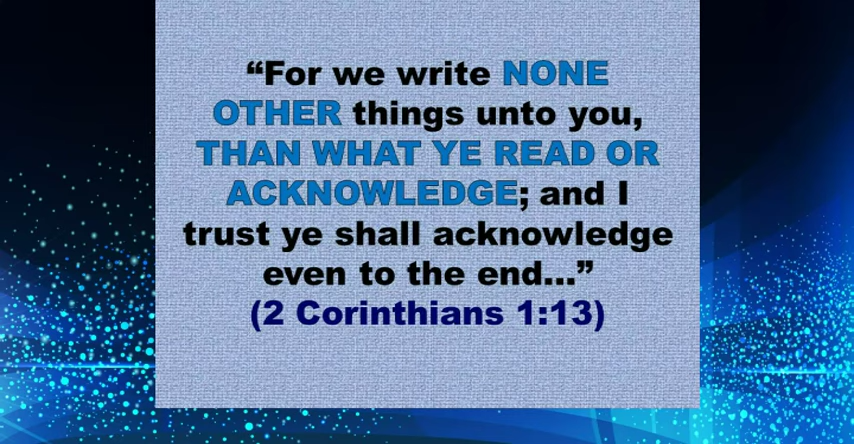 “For we write NONE
OTHER things unto you,
THAN WHAT YE READ OR
ACKNOWLEDGE; and I
trust ye shall acknowledge
even to the end...”
(2 Corinthians 1:13)